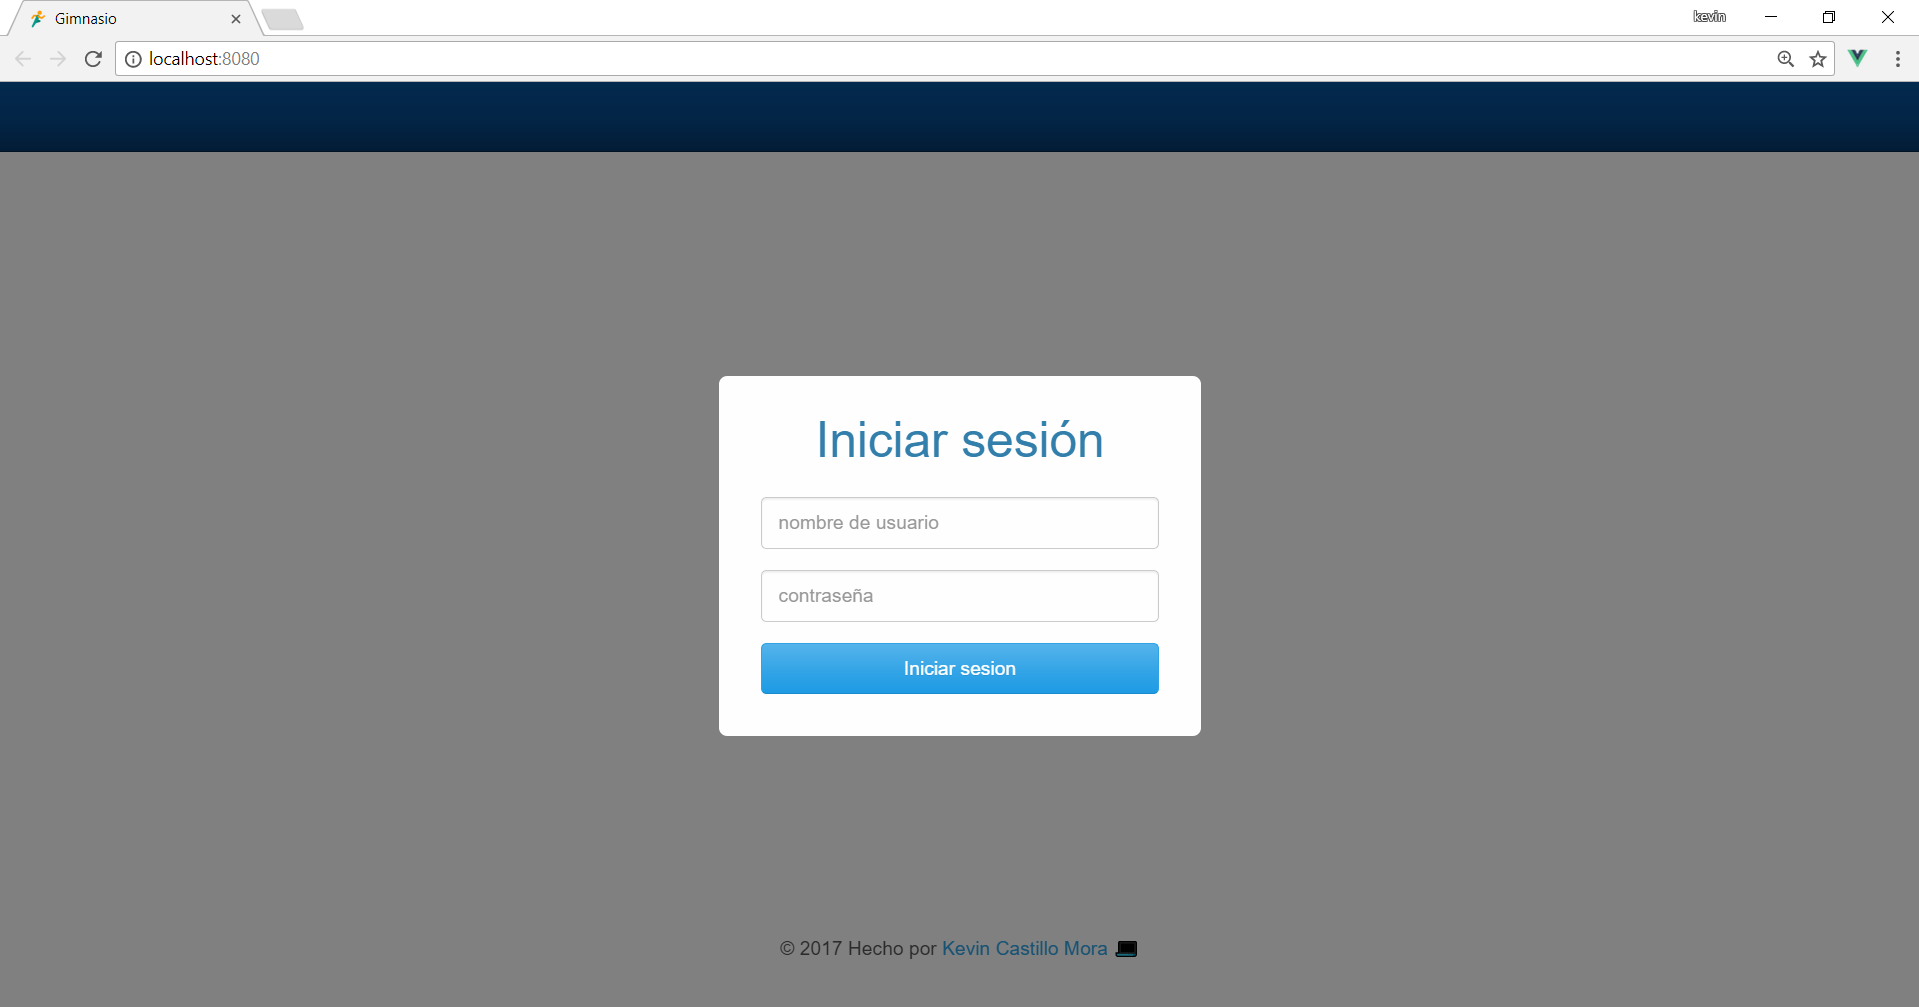 Gimnasio
kevin
localhost:8080
Iniciar sesión
nombre de usuario
contraseña
Iniciar sesion
© 2017 Hecho por Kevin Castillo Mora